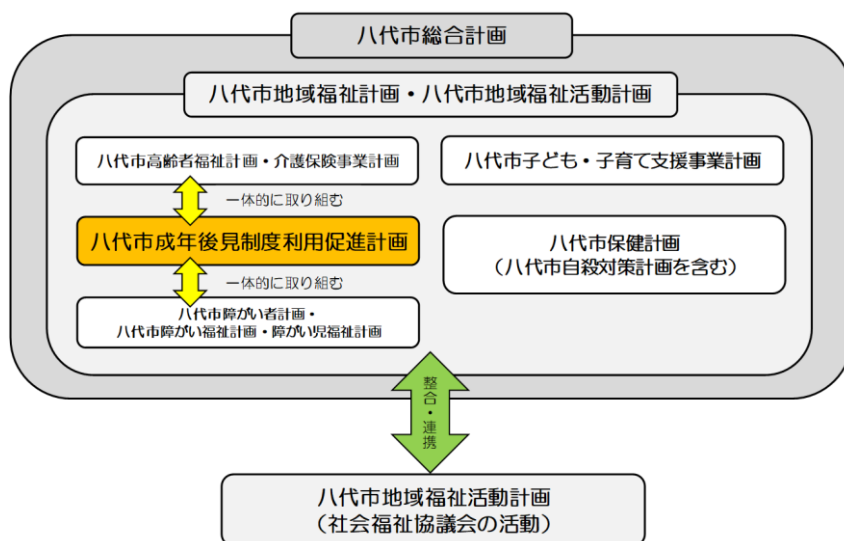 八代市総合計画
八代市地域福祉計画・八代市地域福祉活動計画
八代市高齢者福祉計画・介護保険事業計画
一体的に取り組む
八代市成年後見制度利用促進計画
一体的に取り組む
八代市障がい者計画・
八代市障がい福祉計画・障がい児福祉計画
八代市子ども・子育て支援事業計画
八代市保健計画
（八代市自殺対策計画を含む）
整合・連携
八代市地域福祉活動計画
（社会福祉協議会の活動）